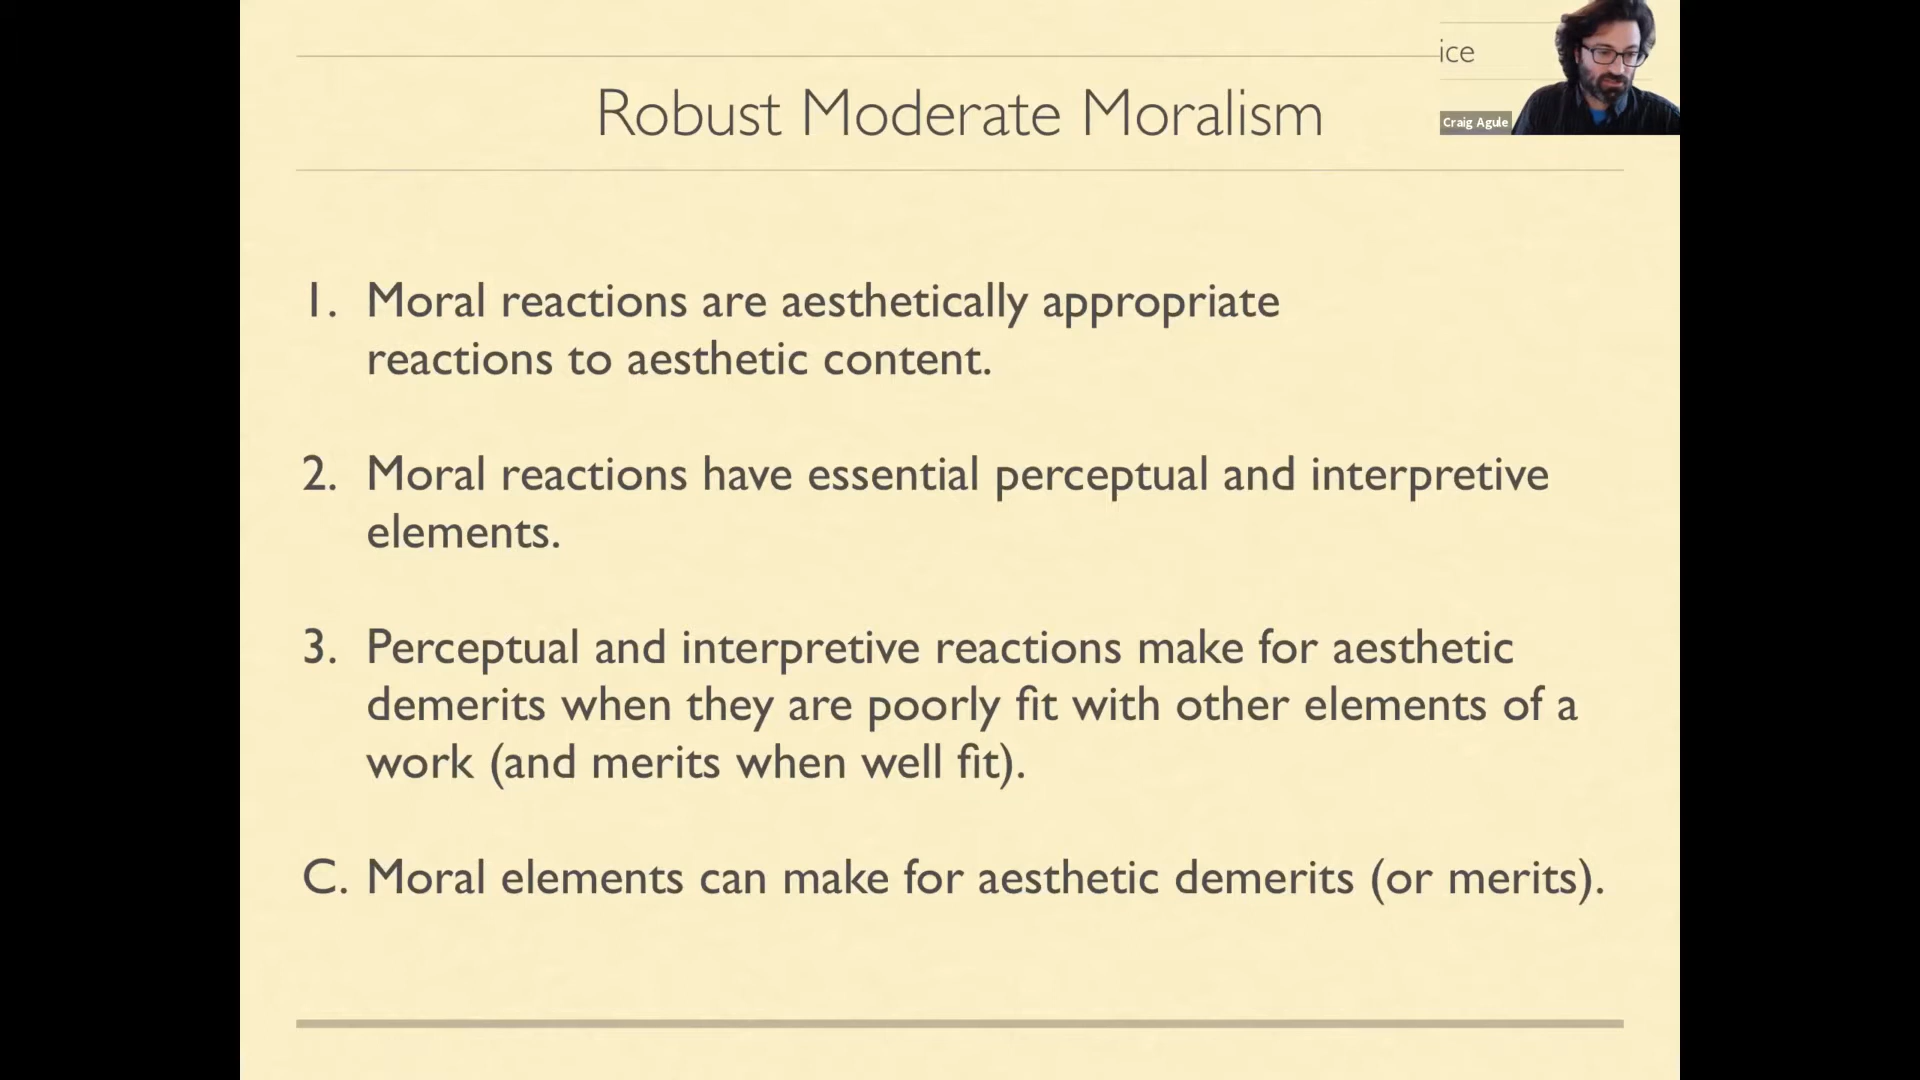 ice
Robust Moderate Moralism
Craig Agule
1. Moral reactions are aesthetically appropriate
reactions to aesthetic content.
2. Moral reactions have essential perceptual and interpretive
elements.
3. Perceptual and interpretive reactions make for aesthetic
demerits when they are poorly fit with other elements of a
work (and merits when well fit).
C. Moral elements can make for aesthetic demerits (or merits).